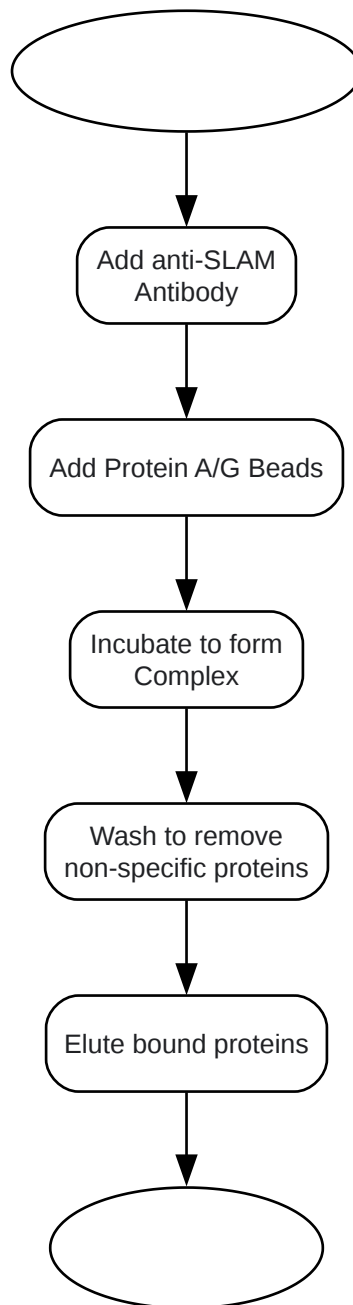 Add anti-SLAM
Antibody
Add Protein A/G Beads
Incubate to form
Complex
Wash to remove
non-specific proteins
Elute bound proteins